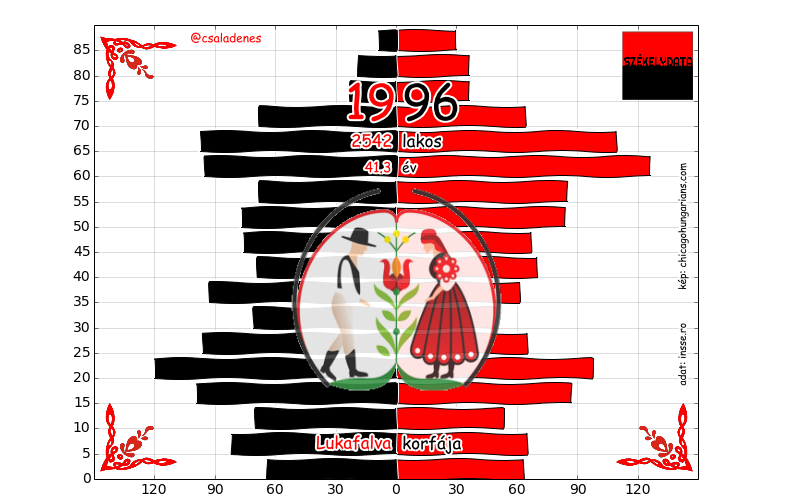 @csaladenes
SZÉKELYDATA
1996
2542 lakos
41,3 év
Lukafalva korfája
kép: chicagohungarians.com
adat: insse.ro
85
80
75
70
65
60
55
50
45
40
35
30
25
20
15
10
5
0
120 90 60 30 0 30 60 90 120